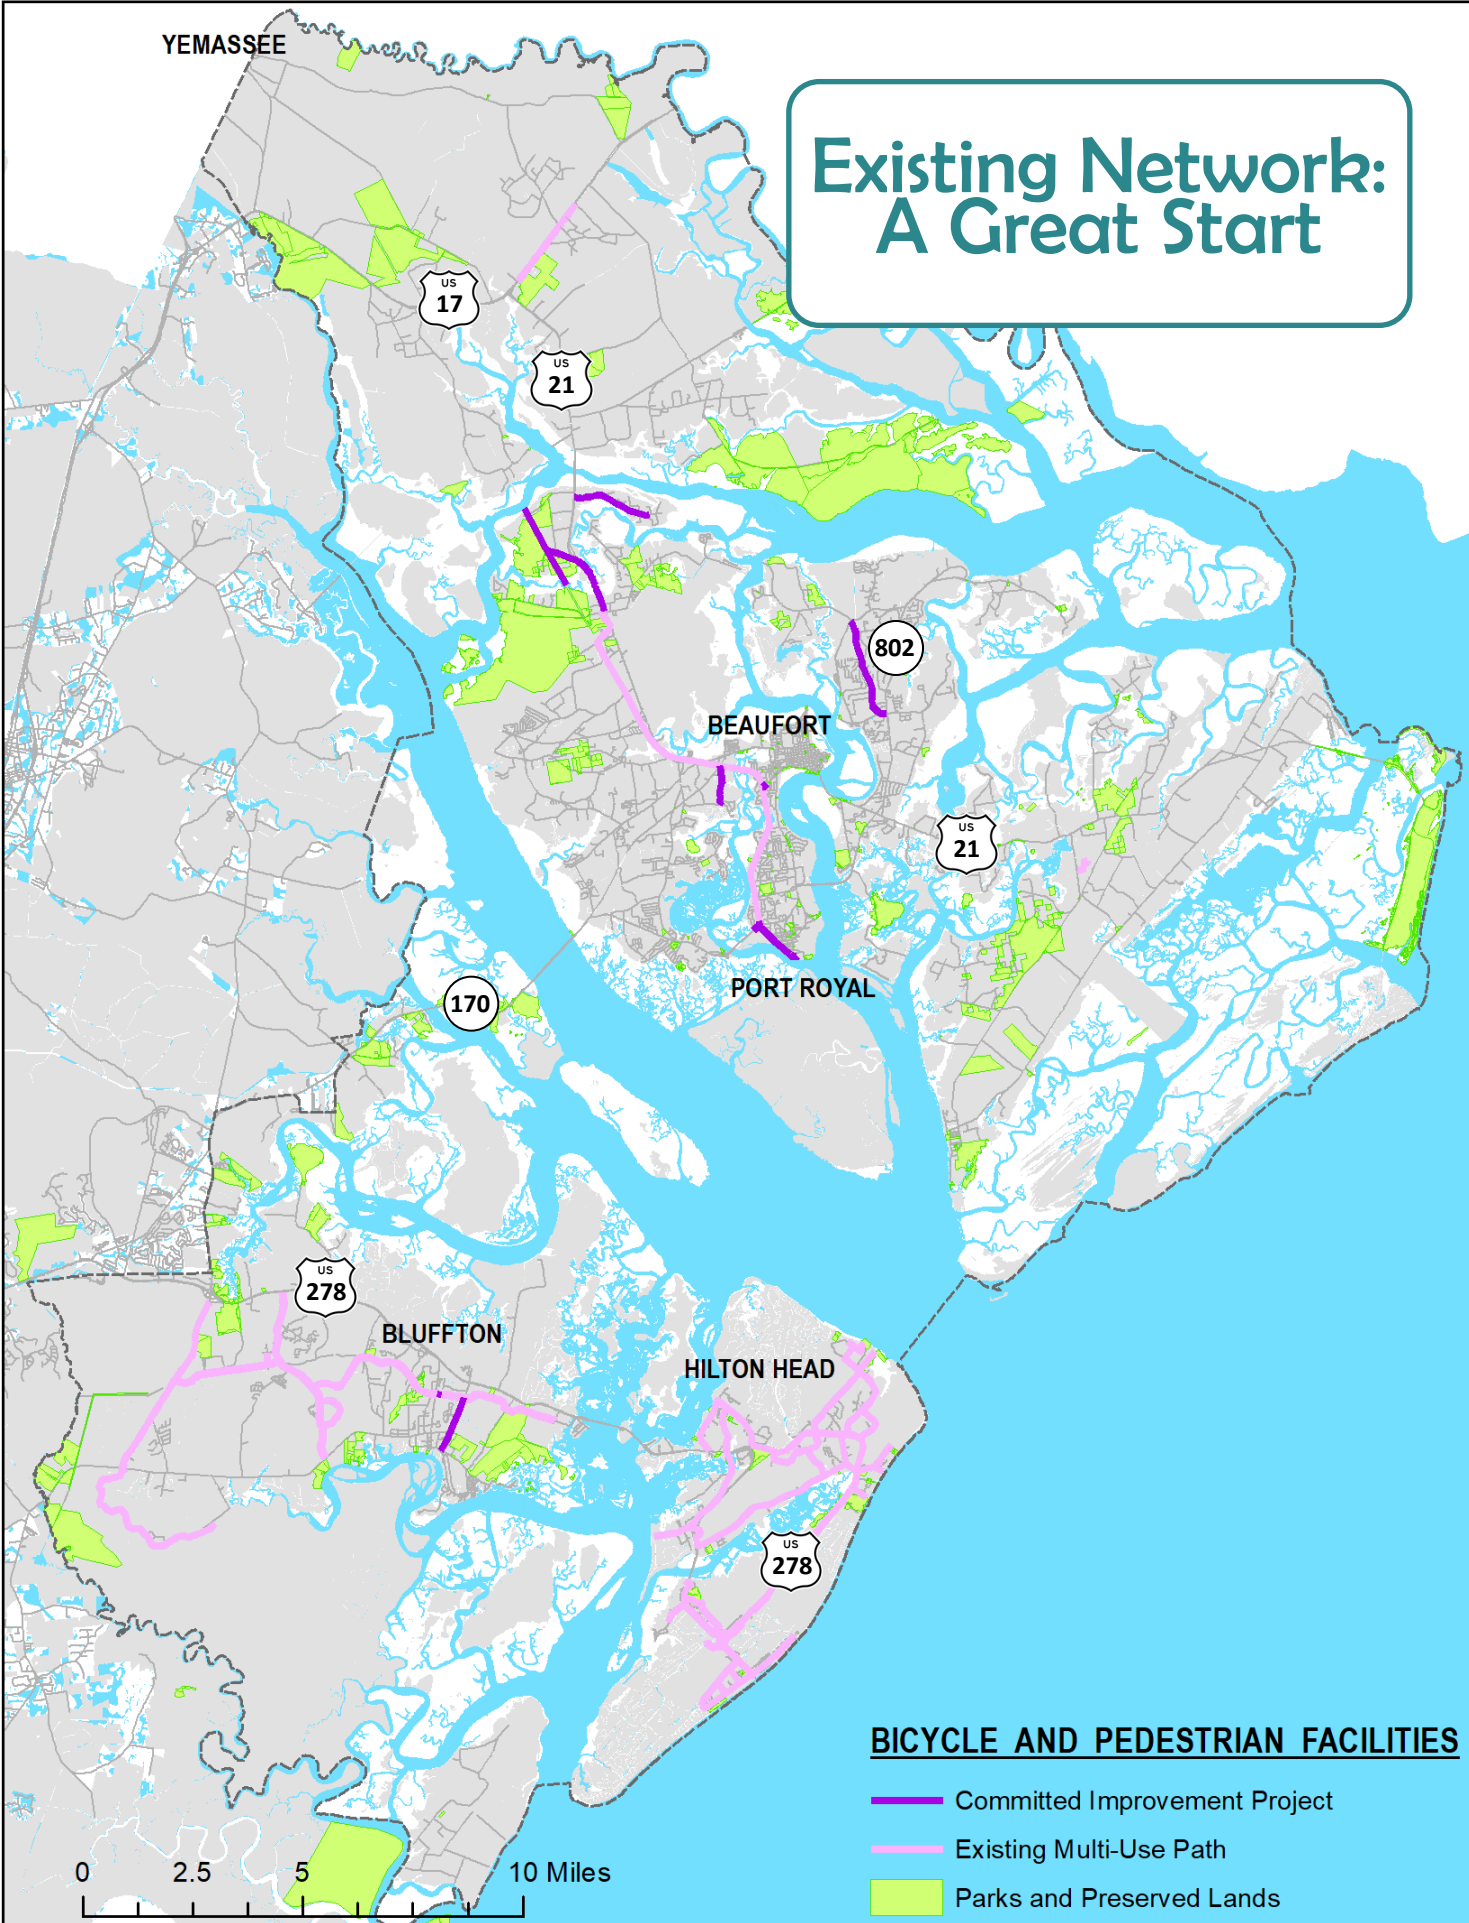 YEMASSEE
Existing Network:
A Great Start
US
17
US
21
802
BEAUFORT
US
21
PORT ROYAL
170
US
278
BLUFFTON
HILTON HEAD
US
278
BICYCLE AND PEDESTRIAN FACILITIES
Committed Improvement Project
Existing Multi-Use Path
Parks and Preserved Lands
0 2.5 5 10 Miles